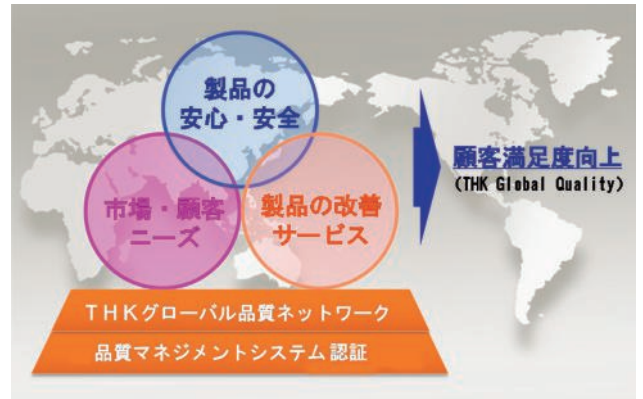 製品の
安心・安全
市場・顧客
ニーズ
製品の改善
サービス
顧客満足度向上
(THK Global Quality)
THKグローバル品質ネットワーク
品質マネジメントシステム認証